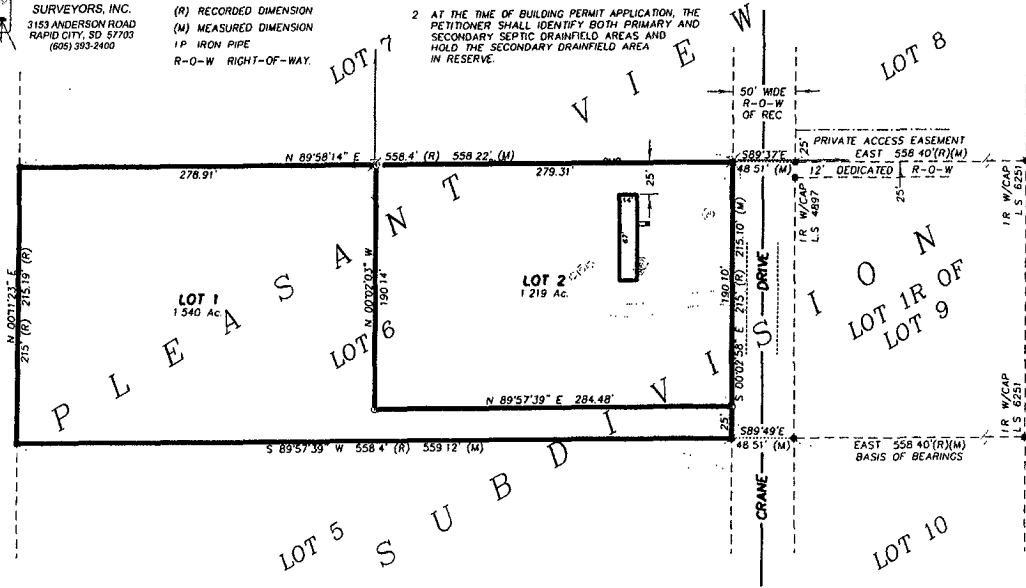 SURVEYORS, INC.
3153 ANDERSON ROAD
RAPID CITY, SD 57703
(605) 393-2400
(R) RECORDED DIMENSION
(M) MEASURED DIMENSION
I P IRON PIPE
R-O-W RIGHT-OF-WAY.
2 AT THE TIME OF BUILDING PERMIT APPLICATION, THE
PETITIONER SHALL IDENTIFY BOTH PRIMARY AND
SECONDARY SEPTIC DRAINFIELD AREAS AND
HOLD THE SECONDARY DRAINFIELD AREA
IN RESERVE.
LOT 7
LOT 8
50' WIDE
R-O-W
OF REC
PLEASANT VIEW
SUBDIVISION
N 89°58'14" E 558.4' (R) 558 22' (M)
278.91'
279.31'
25'
S89°37'E
48 51' (M)
25'
PRIVATE ACCESS EASEMENT
EAST 558 40'(R)(M)
12' DEDICATED R-O-W
25'
I R W/CAP
L S 4897
I R W/CAP
L S 6251
N 00°11'23" E
215' (R) 215.19' (R)
LOT 1
1 540 Ac.
N 00°02'03" W
190 14'
LOT 6
LOT 2
1 219 Ac.
67'
190.10'
S 00°02'58" E 215' (R) 215.10' (M)
CRANE DRIVE
LOT 1R OF
LOT 9
N 89°57'39" E 284.48'
25'
S 89°57'39" W 558 4' (R) 559 12' (M)
S89°49'E
48 51' (M)
I R W/CAP
L S 6251
EAST 558 40'(R)(M)
BASIS OF BEARINGS
LOT 5
LOT 10